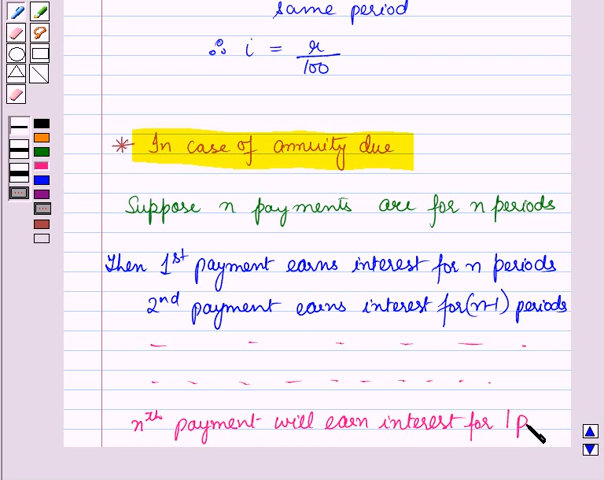 same period
∴ i = r/100
* In case of annuity due
Suppose n payments are for n periods
Then 1st payment earns interest for n periods
2nd payment earns interest for (n-1) periods
nth payment will earn interest for 1 p